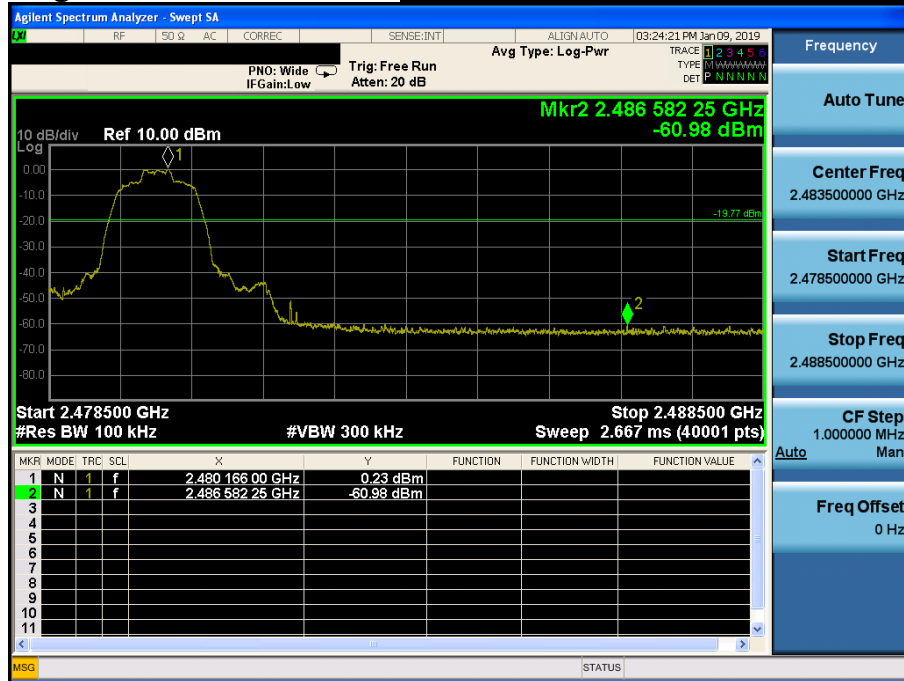 Agilent Spectrum Analyzer - Swept SA
LXI RF 50 Ω AC CORREC SENSE:INT ALIGN AUTO 03:24:21 PM Jan 09, 2019
Avg Type: Log-Pwr TRACE 1 2 3 4 5 6
PNO: Wide Trig: Free Run TYPE M WWWWW
IFGain:Low Atten: 20 dB DET P N N N N N
Mkr2 2.486 582 25 GHz
10 dB/div Ref 10.00 dBm -60.98 dBm
Log
1
0.00
-10.0
-19.77 dBm
-20.0
-30.0
-40.0
-50.0
2
-60.0
-70.0
-80.0
Start 2.478500 GHz Stop 2.488500 GHz
#Res BW 100 kHz #VBW 300 kHz Sweep 2.667 ms (40001 pts)
MKR MODE TRC SCL X Y FUNCTION FUNCTION WIDTH FUNCTION VALUE
1 N 1 f 2.480 166 00 GHz 0.23 dBm
2 N 1 f 2.486 582 25 GHz -60.98 dBm
3
4
5
6
7
8
9
10
11
MSG STATUS
Frequency
Auto Tune
Center Freq
2.483500000 GHz
Start Freq
2.478500000 GHz
Stop Freq
2.488500000 GHz
CF Step
1.000000 MHz
Auto Man
Freq Offset
0 Hz